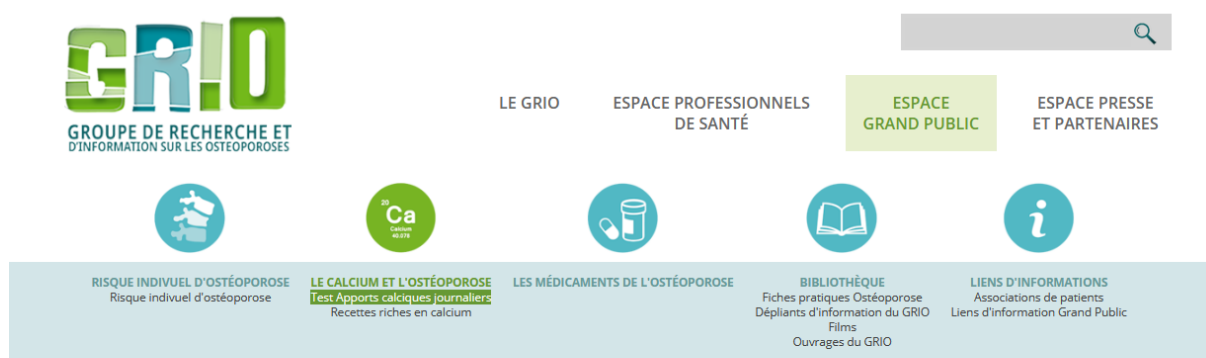 GRIO
GROUPE DE RECHERCHE ET
D'INFORMATION SUR LES OSTEOPOROSES
LE GRIO
ESPACE PROFESSIONNELS
DE SANTÉ
ESPACE
GRAND PUBLIC
ESPACE PRESSE
ET PARTENAIRES
20
Ca
Calcium
40.078
RISQUE INDIVUEL D'OSTÉOPOROSE
Risque indivuel d'ostéoporose
LE CALCIUM ET L'OSTÉOPOROSE
Test Apports calciques journaliers
Recettes riches en calcium
LES MÉDICAMENTS DE L'OSTÉOPOROSE
BIBLIOTHÈQUE
Fiches pratiques Ostéoporose
Dépliants d'information du GRIO
Films
Ouvrages du GRIO
LIENS D'INFORMATIONS
Associations de patients
Liens d'information Grand Public